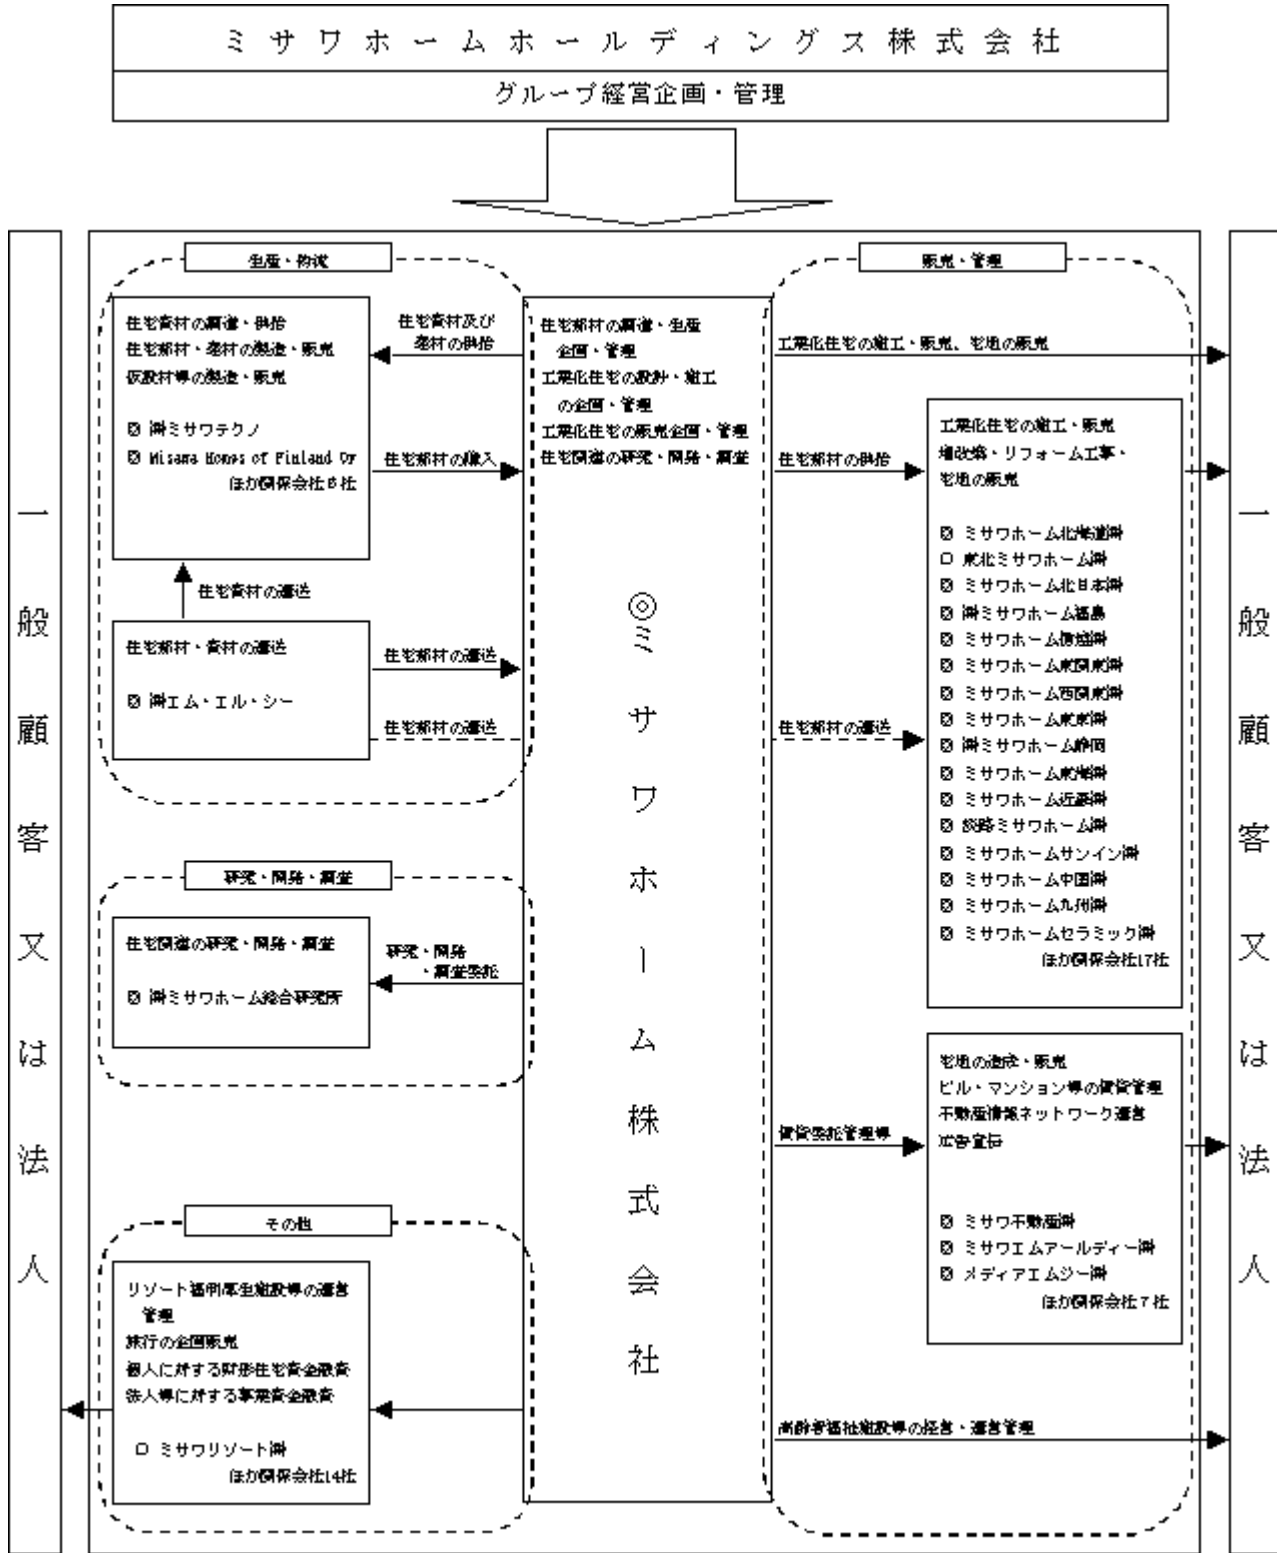 ミサワホームホールディングス株式会社
グループ経営企画・管理
一般顧客又は法人
生産・物流
住宅資材の調達・供給
住宅部材・産材の製造・販売
仮設材等の製造・販売
㈱ミサワテクノ
Misawa Homes of Finland Oy
ほか関係会社
住宅資材及び
産材の供給
住宅部材の購入
住宅資材の運送
住宅部材・資材の運送
㈱エム・エル・シー
住宅部材の運送
住宅部材の運送
研究・開発・調査
住宅関連の研究・開発・調査
㈱ミサワホーム総合研究所
研究・開発
・調査委託
その他
リゾート福利厚生施設等の運営
管理
旅行の企画販売
個人に対する財形住宅資金融資
法人等に対する事業資金融資
○ ミサワリゾート㈱
ほか関係会社14社
住宅部材の調達・生産
企画・管理
工業化住宅の設計・施工
の企画・管理
工業化住宅の販売企画・管理
住宅関連の研究・開発・調査
◎ミサワホーム株式会社
販売・管理
工業化住宅の施工・販売、宅地の販売
住宅部材の供給
住宅部材の運送
賃貸委託管理等
高齢者福祉施設等の経営・運営管理
工業化住宅の施工・販売
増改築・リフォーム工事・
宅地の販売
ミサワホーム北海道㈱
○ 東北ミサワホーム㈱
ミサワホーム北日本㈱
㈱ミサワホーム福島
ミサワホーム信越㈱
ミサワホーム東関東㈱
ミサワホーム西関東㈱
ミサワホーム東京㈱
㈱ミサワホーム静岡
ミサワホーム東海㈱
ミサワホーム近畿㈱
淡路ミサワホーム㈱
ミサワホームサンイン㈱
ミサワホーム中国㈱
ミサワホーム九州㈱
ミサワホームセラミック㈱
ほか関係会社17社
宅地の造成・販売
ビル・マンション等の賃貸管理
不動産情報ネットワーク運営
広告宣伝
ミサワ不動産㈱
ミサワエムアールディー㈱
メディアエムジー㈱
ほか関係会社７社
一般顧客又は法人